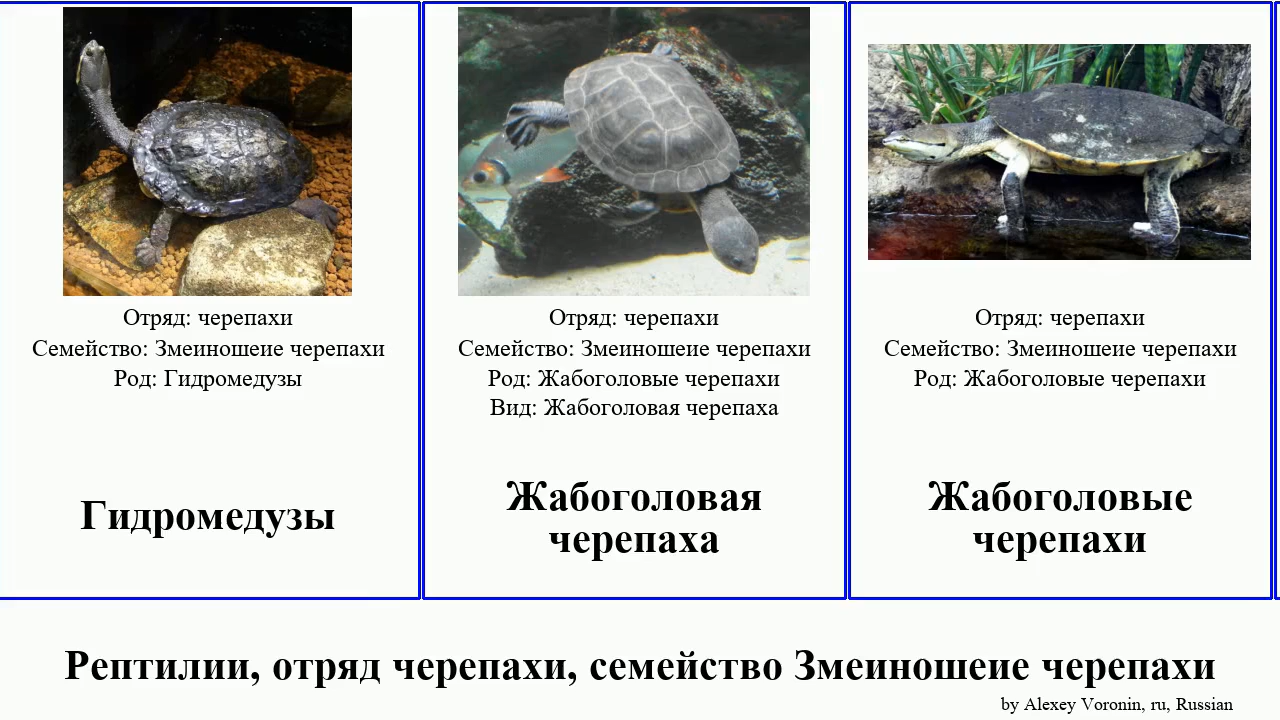 Отряд: черепахи
Семейство: Змеиношеие черепахи
Род: Гидромедузы
Гидромедузы
Отряд: черепахи
Семейство: Змеиношеие черепахи
Род: Жабоголовые черепахи
Вид: Жабоголовая черепаха
Жабоголовая
черепаха
Отряд: черепахи
Семейство: Змеиношеие черепахи
Род: Жабоголовые черепахи
Жабоголовые
черепахи
Рептилии, отряд черепахи, семейство Змеиношеие черепахи
by Alexey Voronin, ru, Russian